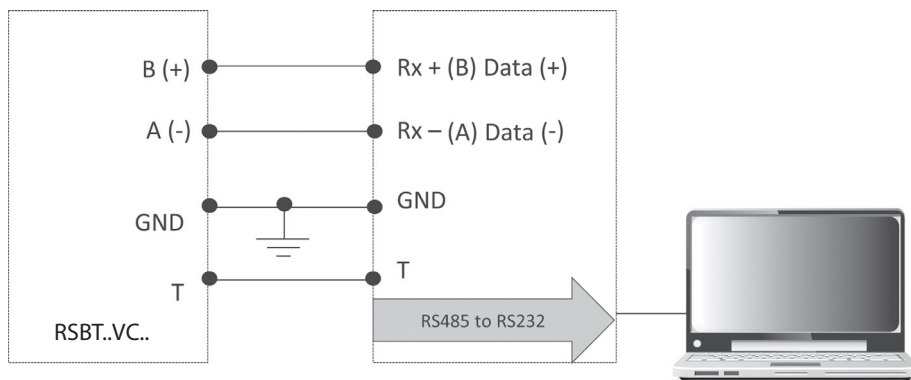 B (+)
Rx + (B) Data (+)
A (-)
Rx – (A) Data (-)
GND
GND
T
T
RSBT..VC..
RS485 to RS232